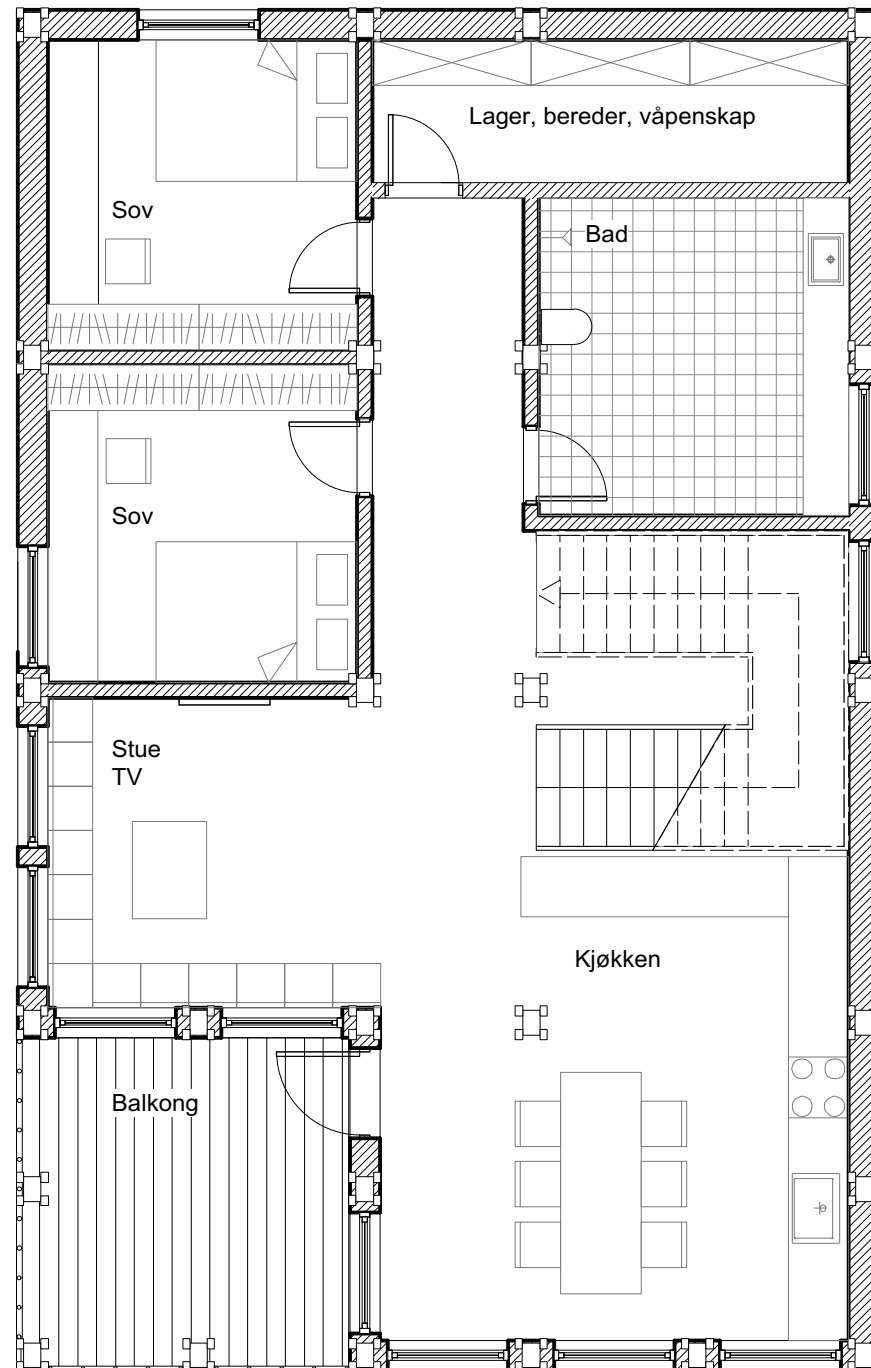 Lager, bereder, våpenskap
Sov
Bad
Sov
Stue
TV
Kjøkken
Balkong